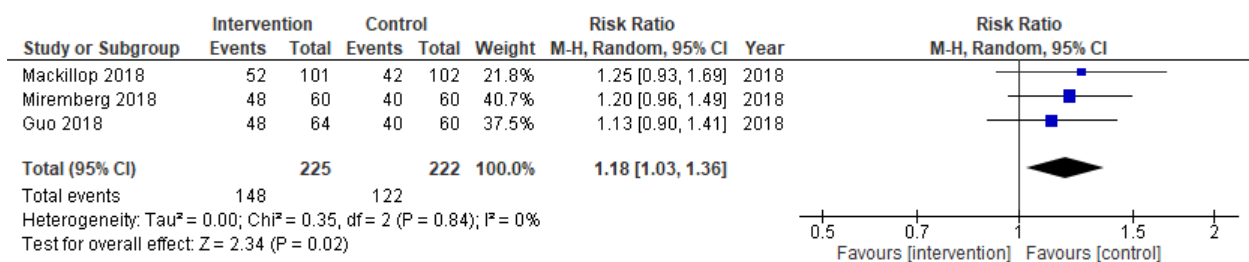 Intervention Control Risk Ratio Risk Ratio
Study or Subgroup Events Total Events Total Weight M-H, Random, 95% CI Year M-H, Random, 95% CI
Mackillop 2018 52 101 42 102 21.8% 1.25 [0.93, 1.69] 2018
Miremberg 2018 48 60 40 60 40.7% 1.20 [0.96, 1.49] 2018
Guo 2018 48 64 40 60 37.5% 1.13 [0.90, 1.41] 2018
Total (95% CI) 225 222 100.0% 1.18 [1.03, 1.36]
Total events 148 122
Heterogeneity: Tau² = 0.00; Chi² = 0.35, df = 2 (P = 0.84); I² = 0%
Test for overall effect: Z = 2.34 (P = 0.02)
0.5 0.7 1 1.5 2
Favours [intervention] Favours [control]